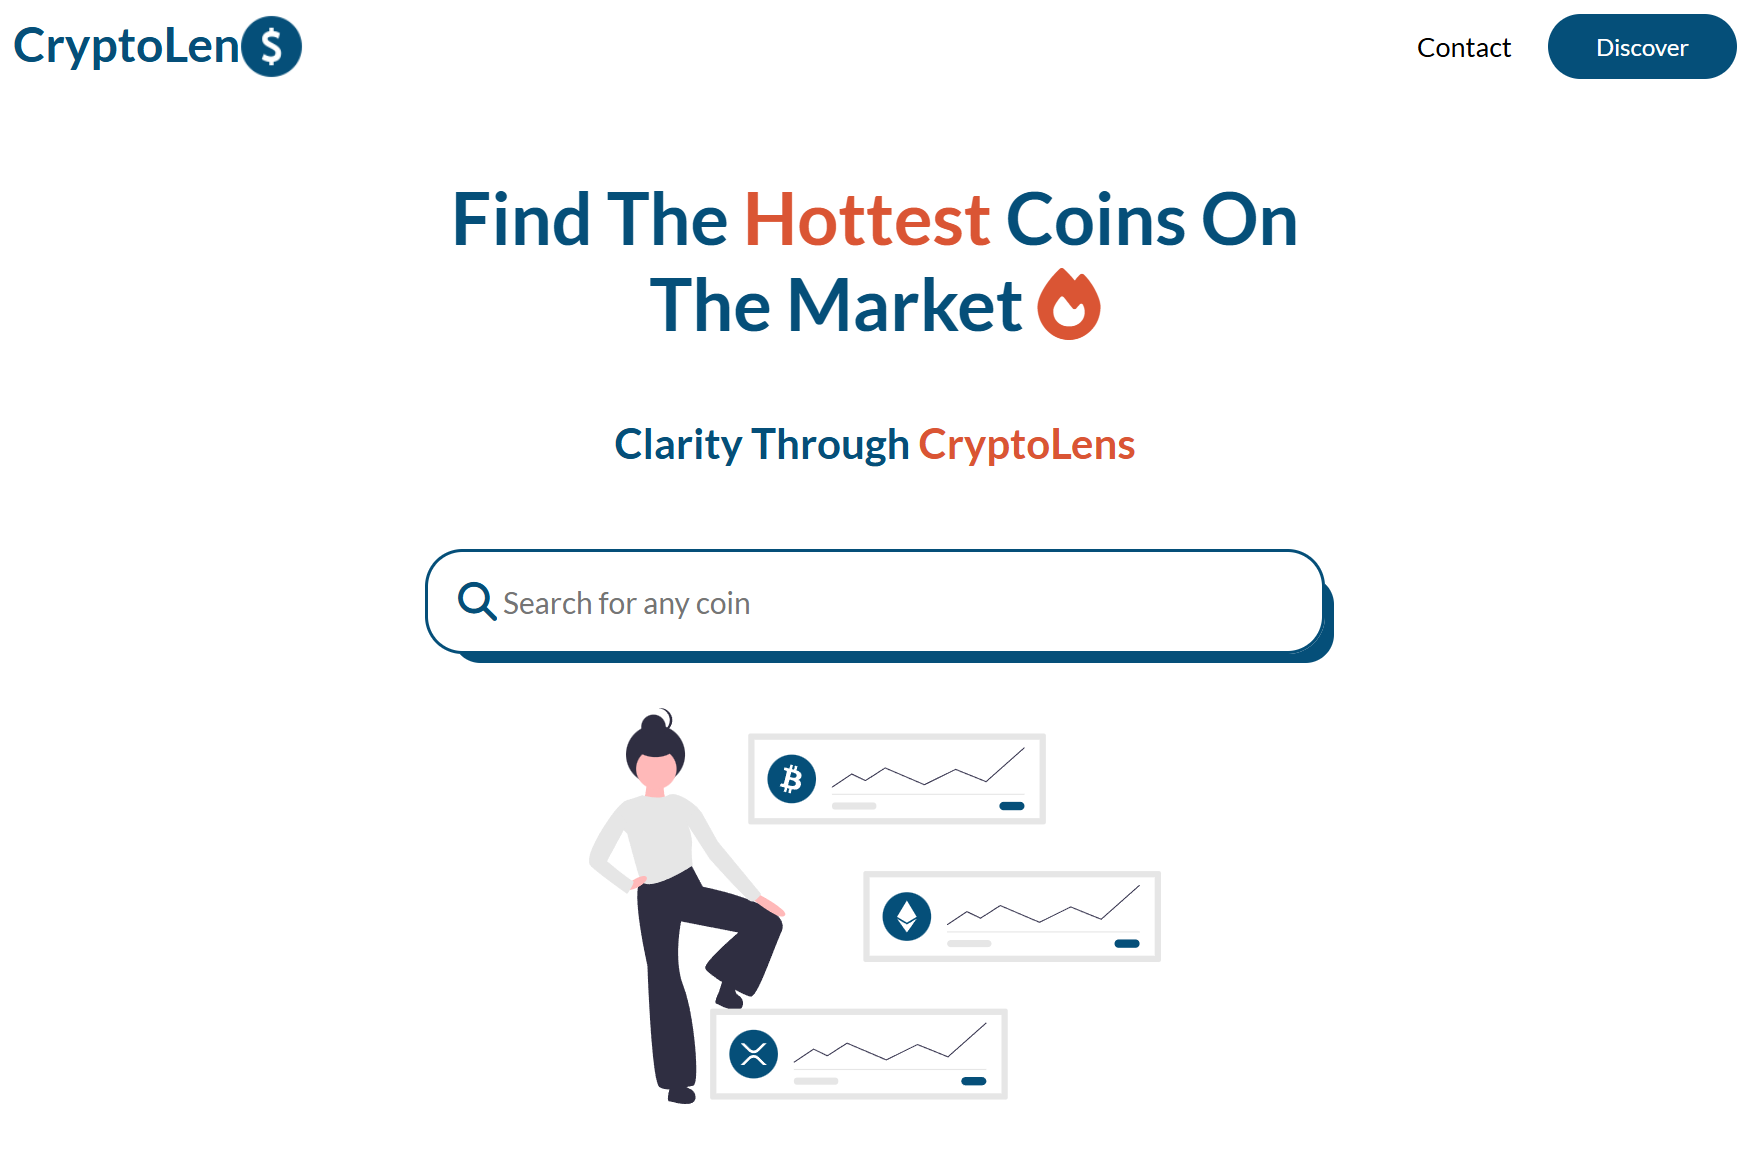 CryptoLen$
Contact
Discover
Find The Hottest Coins On
The Market
Clarity Through CryptoLens
Search for any coin